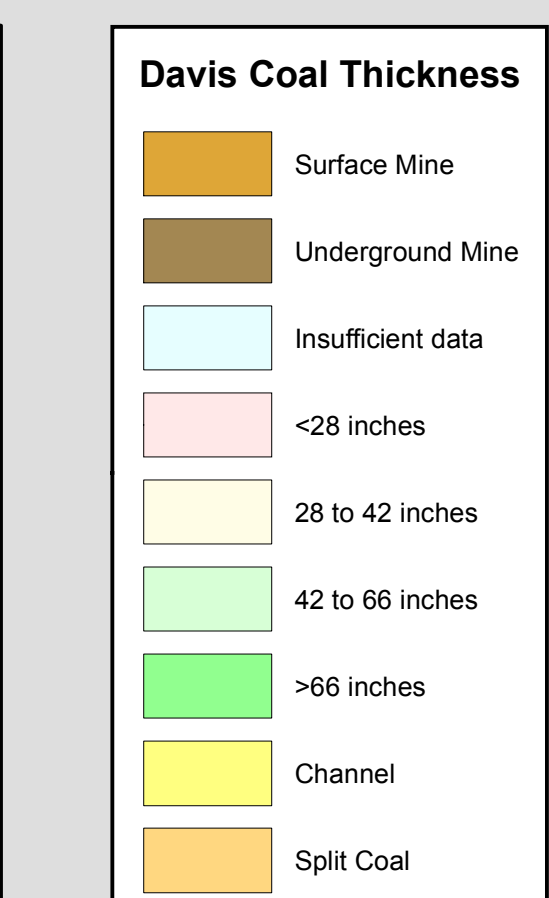 Davis Coal Thickness
Surface Mine
Underground Mine
Insufficient data
<28 inches
28 to 42 inches
42 to 66 inches
>66 inches
Channel
Split Coal